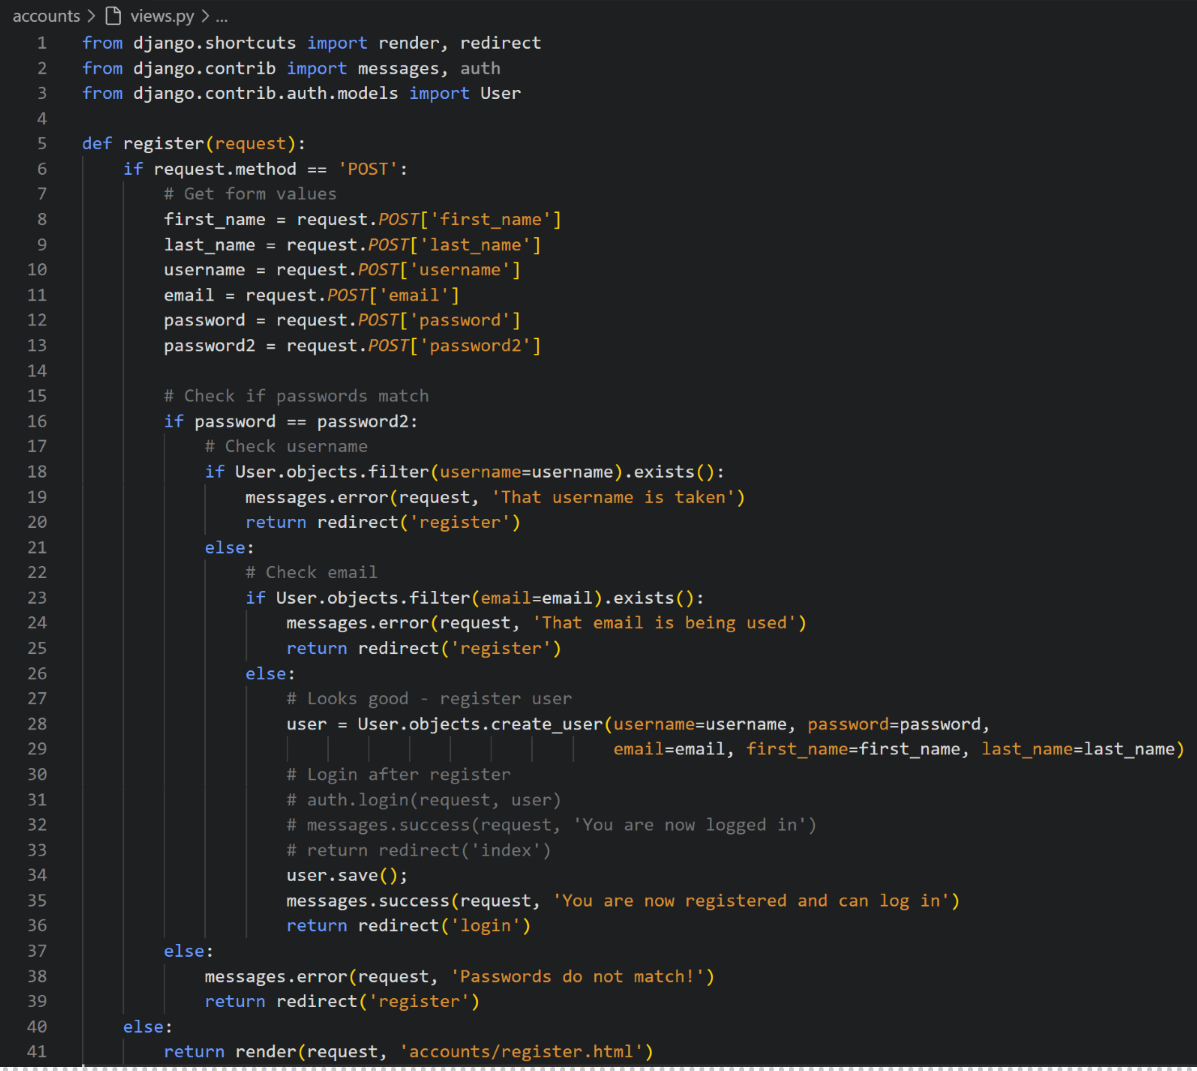 accounts > views.py > ...
1 from django.shortcuts import render, redirect
2 from django.contrib import messages, auth
3 from django.contrib.auth.models import User
4
5 def register(request):
6     if request.method == 'POST':
7         # Get form values
8         first_name = request.POST['first_name']
9         last_name = request.POST['last_name']
10         username = request.POST['username']
11         email = request.POST['email']
12         password = request.POST['password']
13         password2 = request.POST['password2']
14
15         # Check if passwords match
16         if password == password2:
17             # Check username
18             if User.objects.filter(username=username).exists():
19                 messages.error(request, 'That username is taken')
20                 return redirect('register')
21             else:
22                 # Check email
23                 if User.objects.filter(email=email).exists():
24                     messages.error(request, 'That email is being used')
25                     return redirect('register')
26                 else:
27                     # Looks good - register user
28                     user = User.objects.create_user(username=username, password=password,
29                                                     email=email, first_name=first_name, last_name=last_name)
30                     # Login after register
31                     # auth.login(request, user)
32                     # messages.success(request, 'You are now logged in')
33                     # return redirect('index')
34                     user.save();
35                     messages.success(request, 'You are now registered and can log in')
36                     return redirect('login')
37         else:
38             messages.error(request, 'Passwords do not match!')
39             return redirect('register')
40     else:
41         return render(request, 'accounts/register.html')